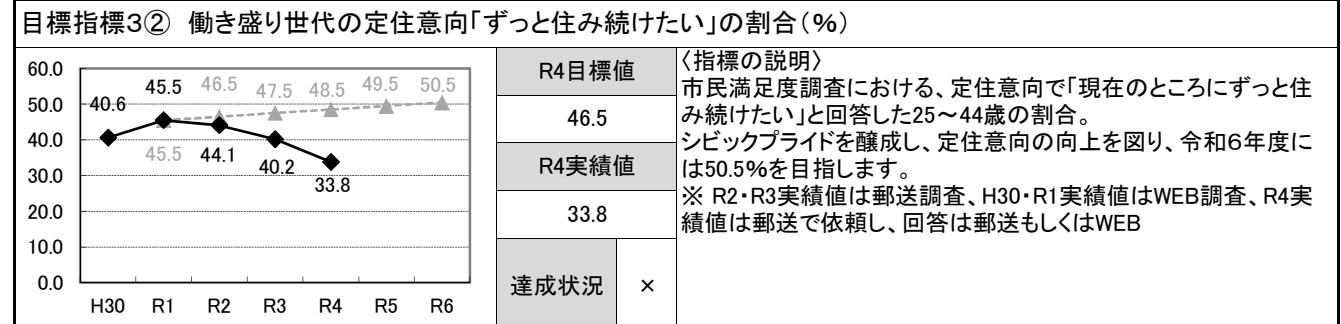 目標指標3② 働き盛り世代の定住意向「ずっと住み続けたい」の割合(%)
60.0
50.0
40.0
30.0
20.0
10.0
0.0
40.6
45.5
46.5
47.5
48.5
49.5
50.5
45.5
44.1
40.2
33.8
H30 R1 R2 R3 R4 R5 R6
R4目標値
46.5
R4実績値
33.8
達成状況 ×
〈指標の説明〉
市民満足度調査における、定住意向で「現在のところにずっと住
み続けたい」と回答した25~44歳の割合。
シビックプライドを醸成し、定住意向の向上を図り、令和6年度に
は50.5%を目指します。
※ R2・R3実績値は郵送調査、H30・R1実績値はWEB調査、R4実
績値は郵送で依頼し、回答は郵送もしくはWEB